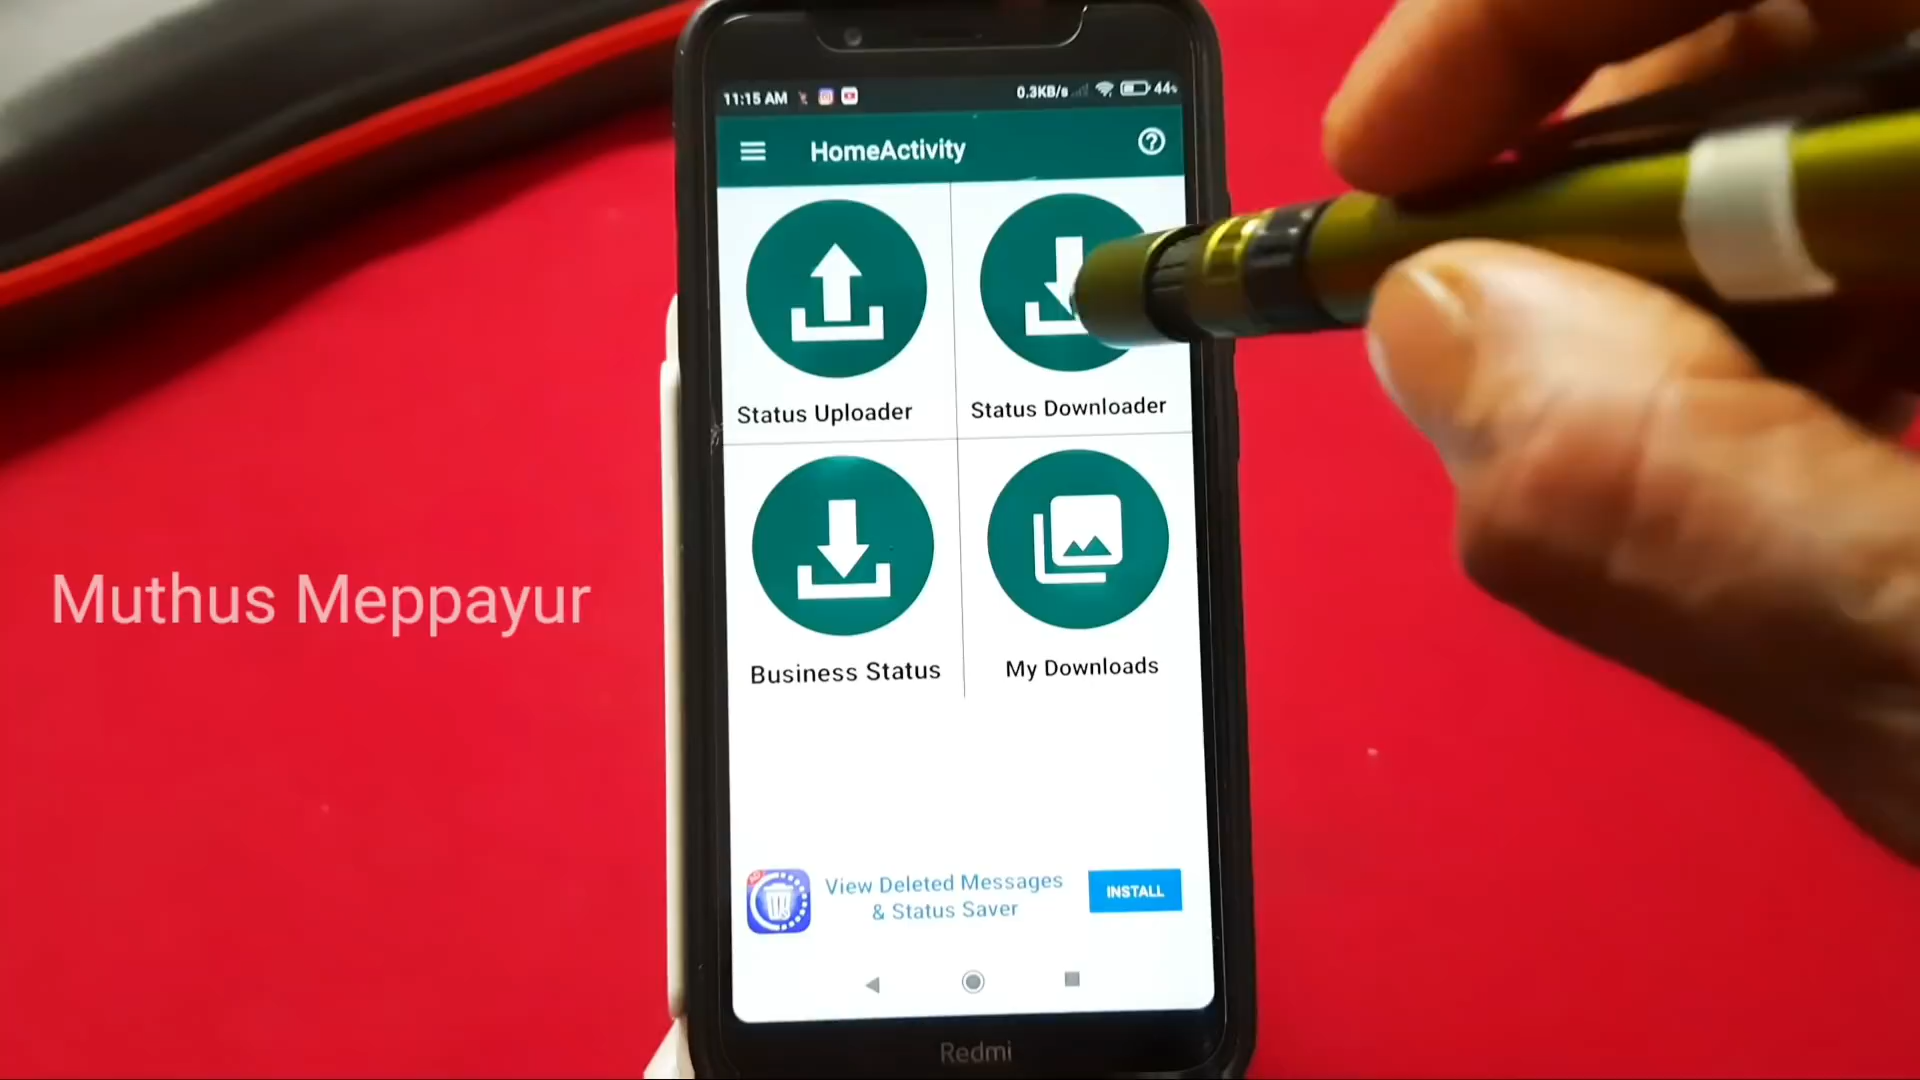 11:15 AM
0.3KB/s
44%
HomeActivity
Status Uploader
Status Downloader
Business Status
My Downloads
Muthus Meppayur
View Deleted Messages
& Status Saver
INSTALL
Redmi